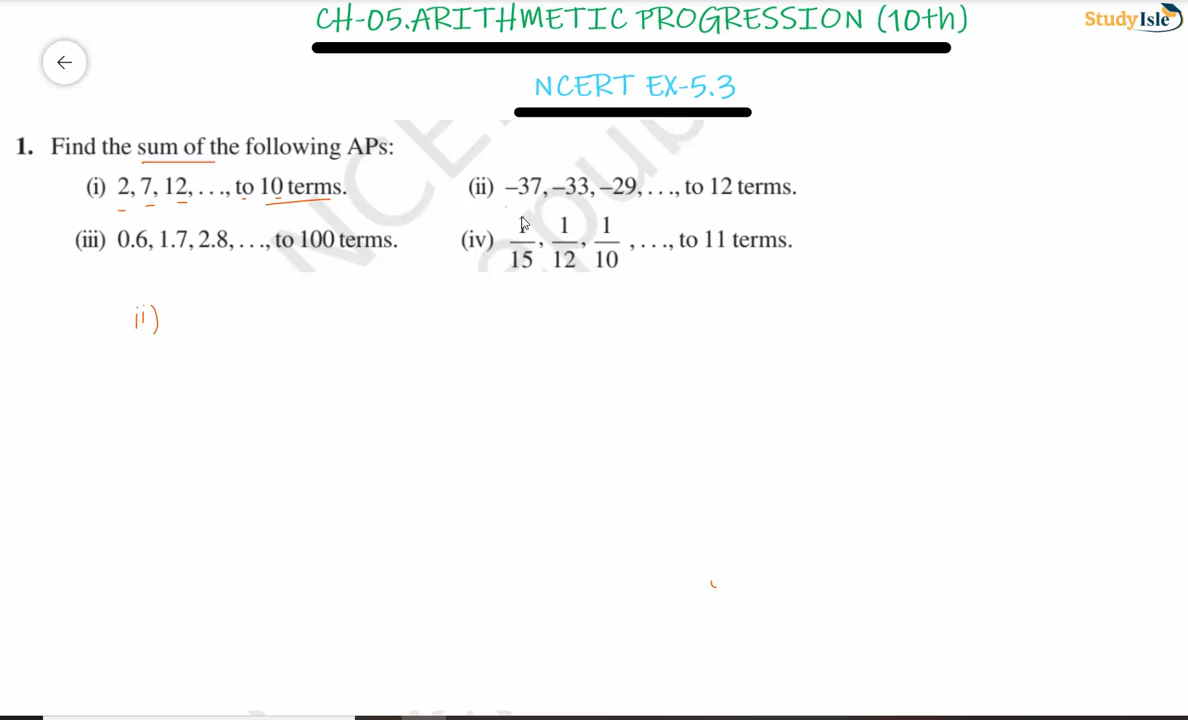 CH-05.ARITHMETIC PROGRESSION (10th)
StudyIsle
NCERT EX-5.3
1. Find the sum of the following APs:
(i) 2, 7, 12, . . ., to 10 terms.
(ii) –37, –33, –29, . . ., to 12 terms.
(iii) 0.6, 1.7, 2.8, . . ., to 100 terms.
(iv) 1/15, 1/12, 1/10, . . ., to 11 terms.
ii)